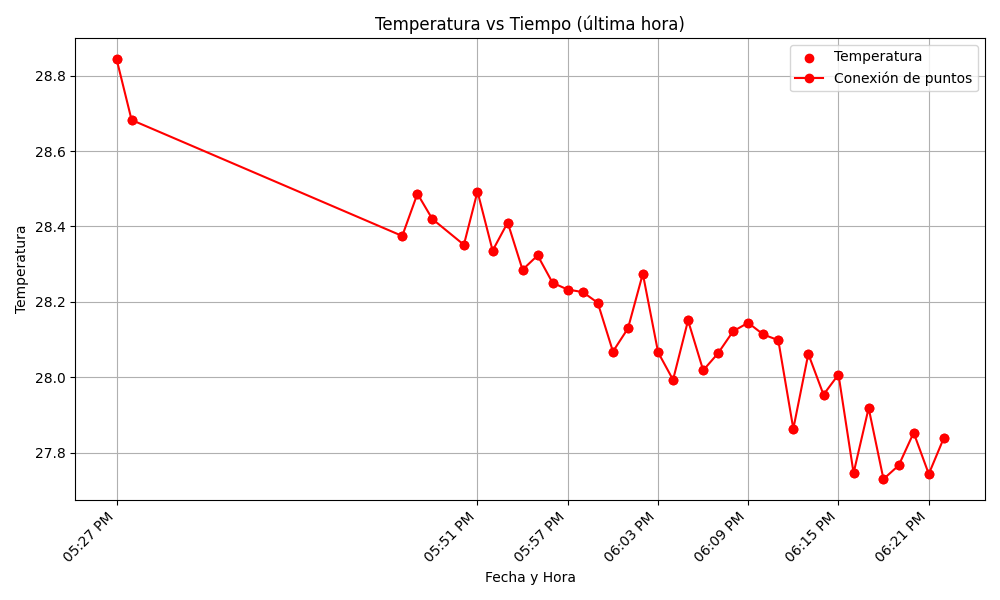 Temperatura vs Tiempo (última hora)
Temperatura
Conexión de puntos
Temperatura
28.8
28.6
28.4
28.2
28.0
27.8
05:27 PM
05:51 PM
05:57 PM
06:03 PM
06:09 PM
06:15 PM
06:21 PM
Fecha y Hora